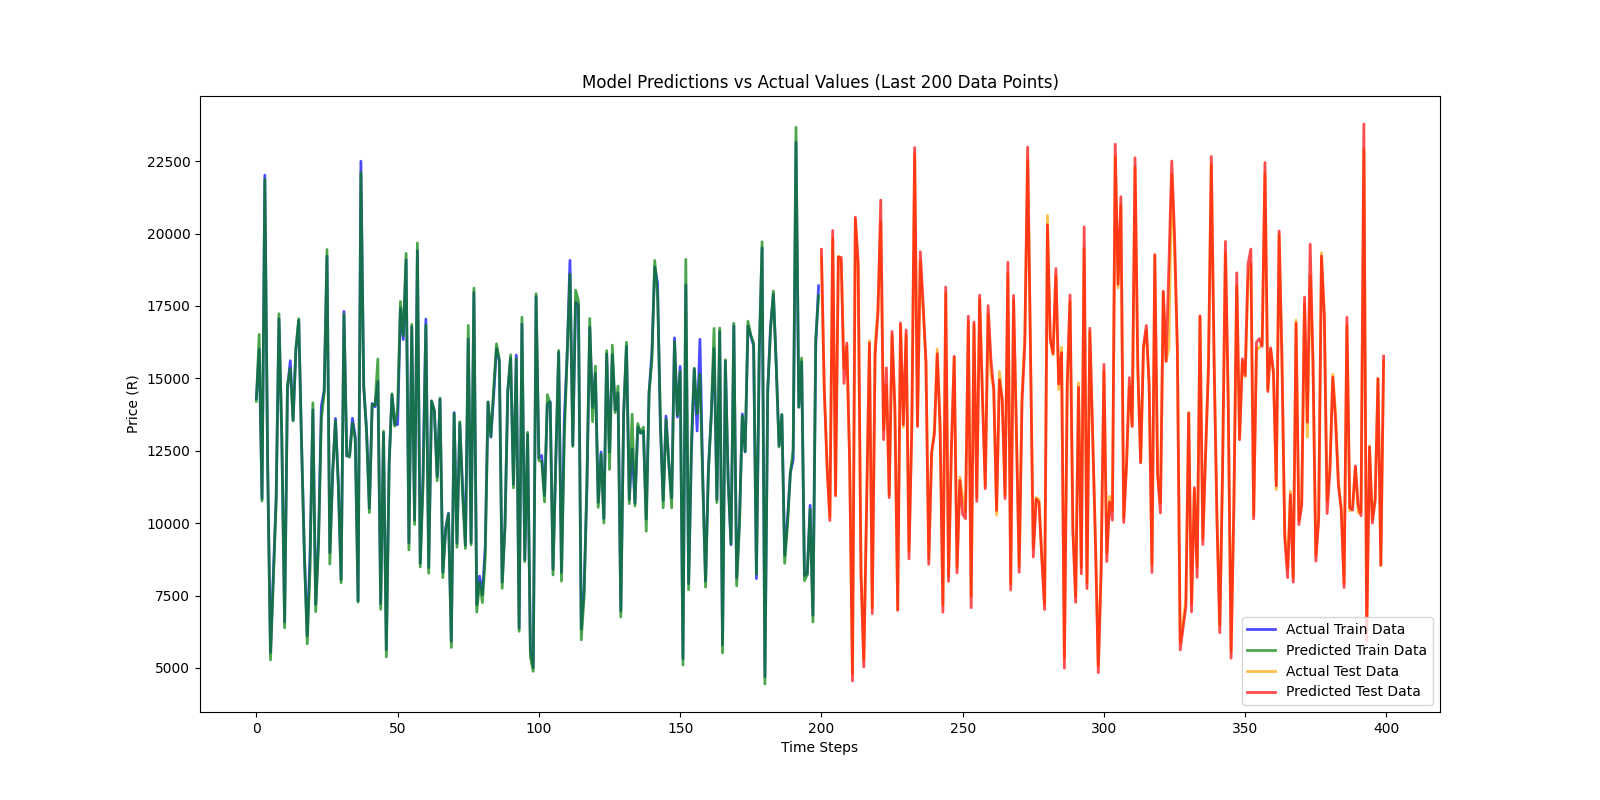 Model Predictions vs Actual Values (Last 200 Data Points)
Price (R)
22500
20000
17500
15000
12500
10000
7500
5000
0 50 100 150 200 250 300 350 400
Time Steps
Actual Train Data
Predicted Train Data
Actual Test Data
Predicted Test Data